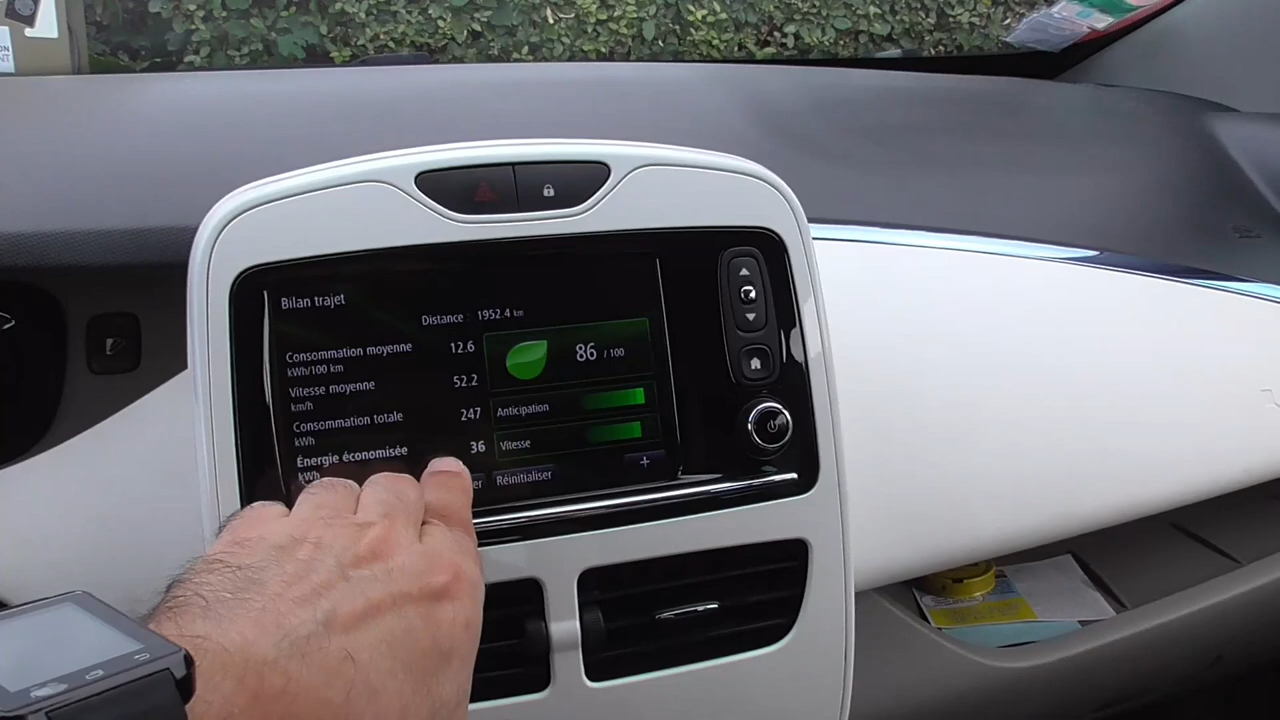 Bilan trajet
Distance : 1952.4 km
Consommation moyenne 12.6
kWh/100 km
86 / 100
Vitesse moyenne 52.2
km/h
Anticipation
Consommation totale 247
kWh
Vitesse
Énergie économisée 36
kWh
er
Réinitialiser
+